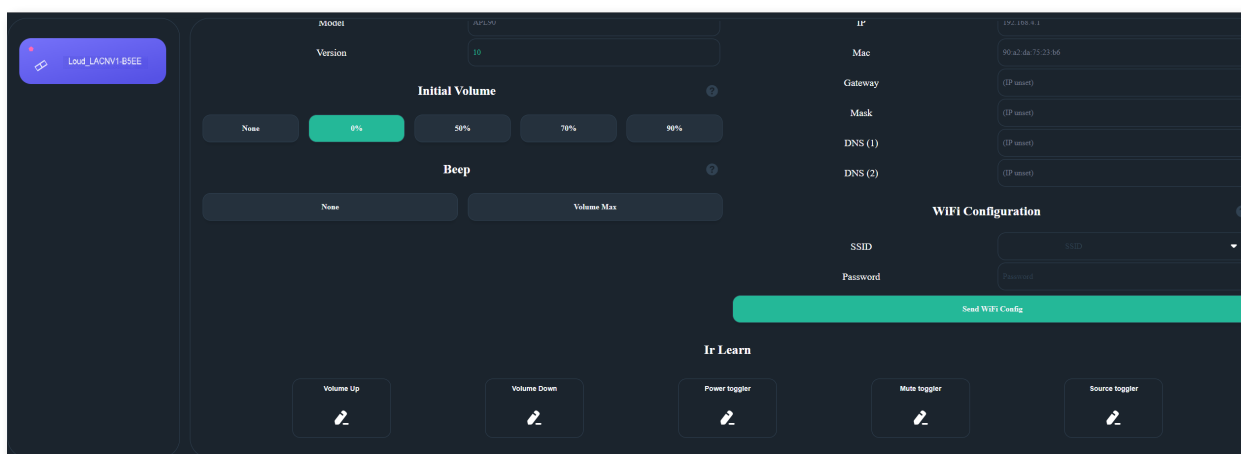 Loud_LACNV1-B5EE
Model
APL90
Version
10
Initial Volume
?
None
0%
50%
70%
90%
Beep
?
None
Volume Max
IP
192.168.4.1
Mac
90:a2:da:75:23:b6
Gateway
(IP unset)
Mask
(IP unset)
DNS (1)
(IP unset)
DNS (2)
(IP unset)
WiFi Configuration
SSID
SSID
Password
Password
Send WiFi Config
Ir Learn
Volume Up
Volume Down
Power toggler
Mute toggler
Source toggler